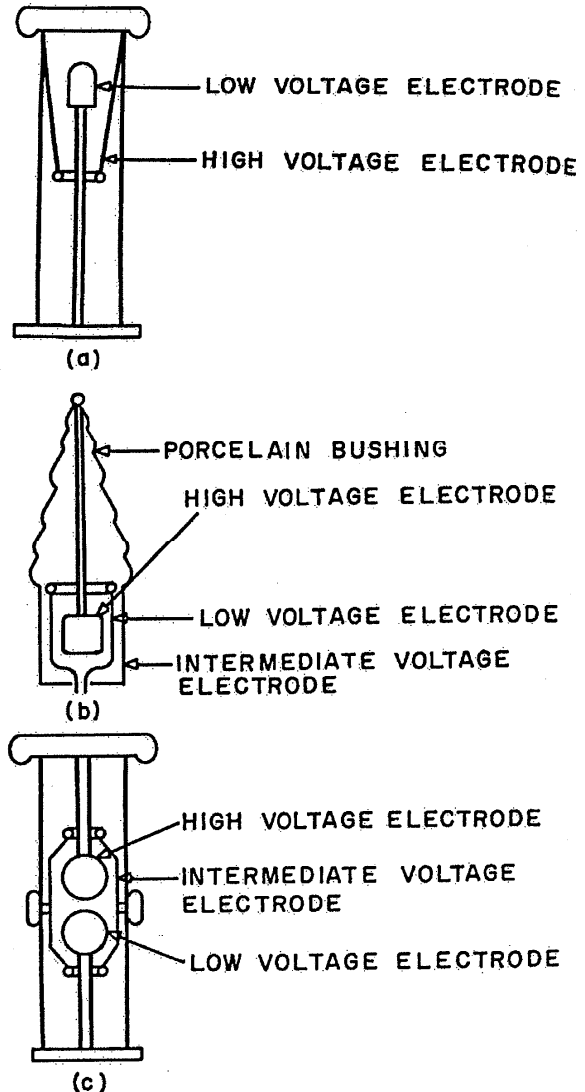 LOW VOLTAGE ELECTRODE
HIGH VOLTAGE ELECTRODE
(a)
PORCELAIN BUSHING
HIGH VOLTAGE ELECTRODE
LOW VOLTAGE ELECTRODE
INTERMEDIATE VOLTAGE
ELECTRODE
(b)
HIGH VOLTAGE ELECTRODE
INTERMEDIATE VOLTAGE
ELECTRODE
LOW VOLTAGE ELECTRODE
(c)